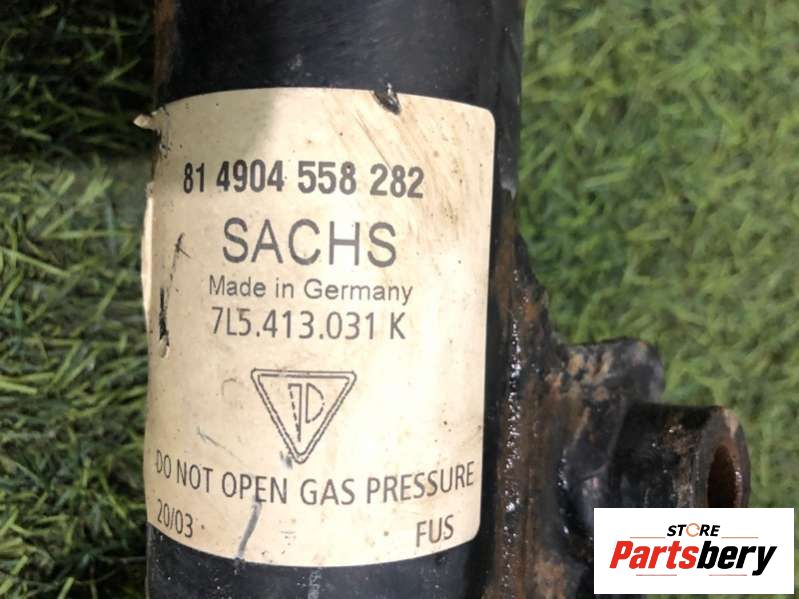 81 4904 558 282
SACHS
Made in Germany
7L5.413.031 K
DO NOT OPEN GAS PRESSURE
20/03 FUS
STORE
Partsbery